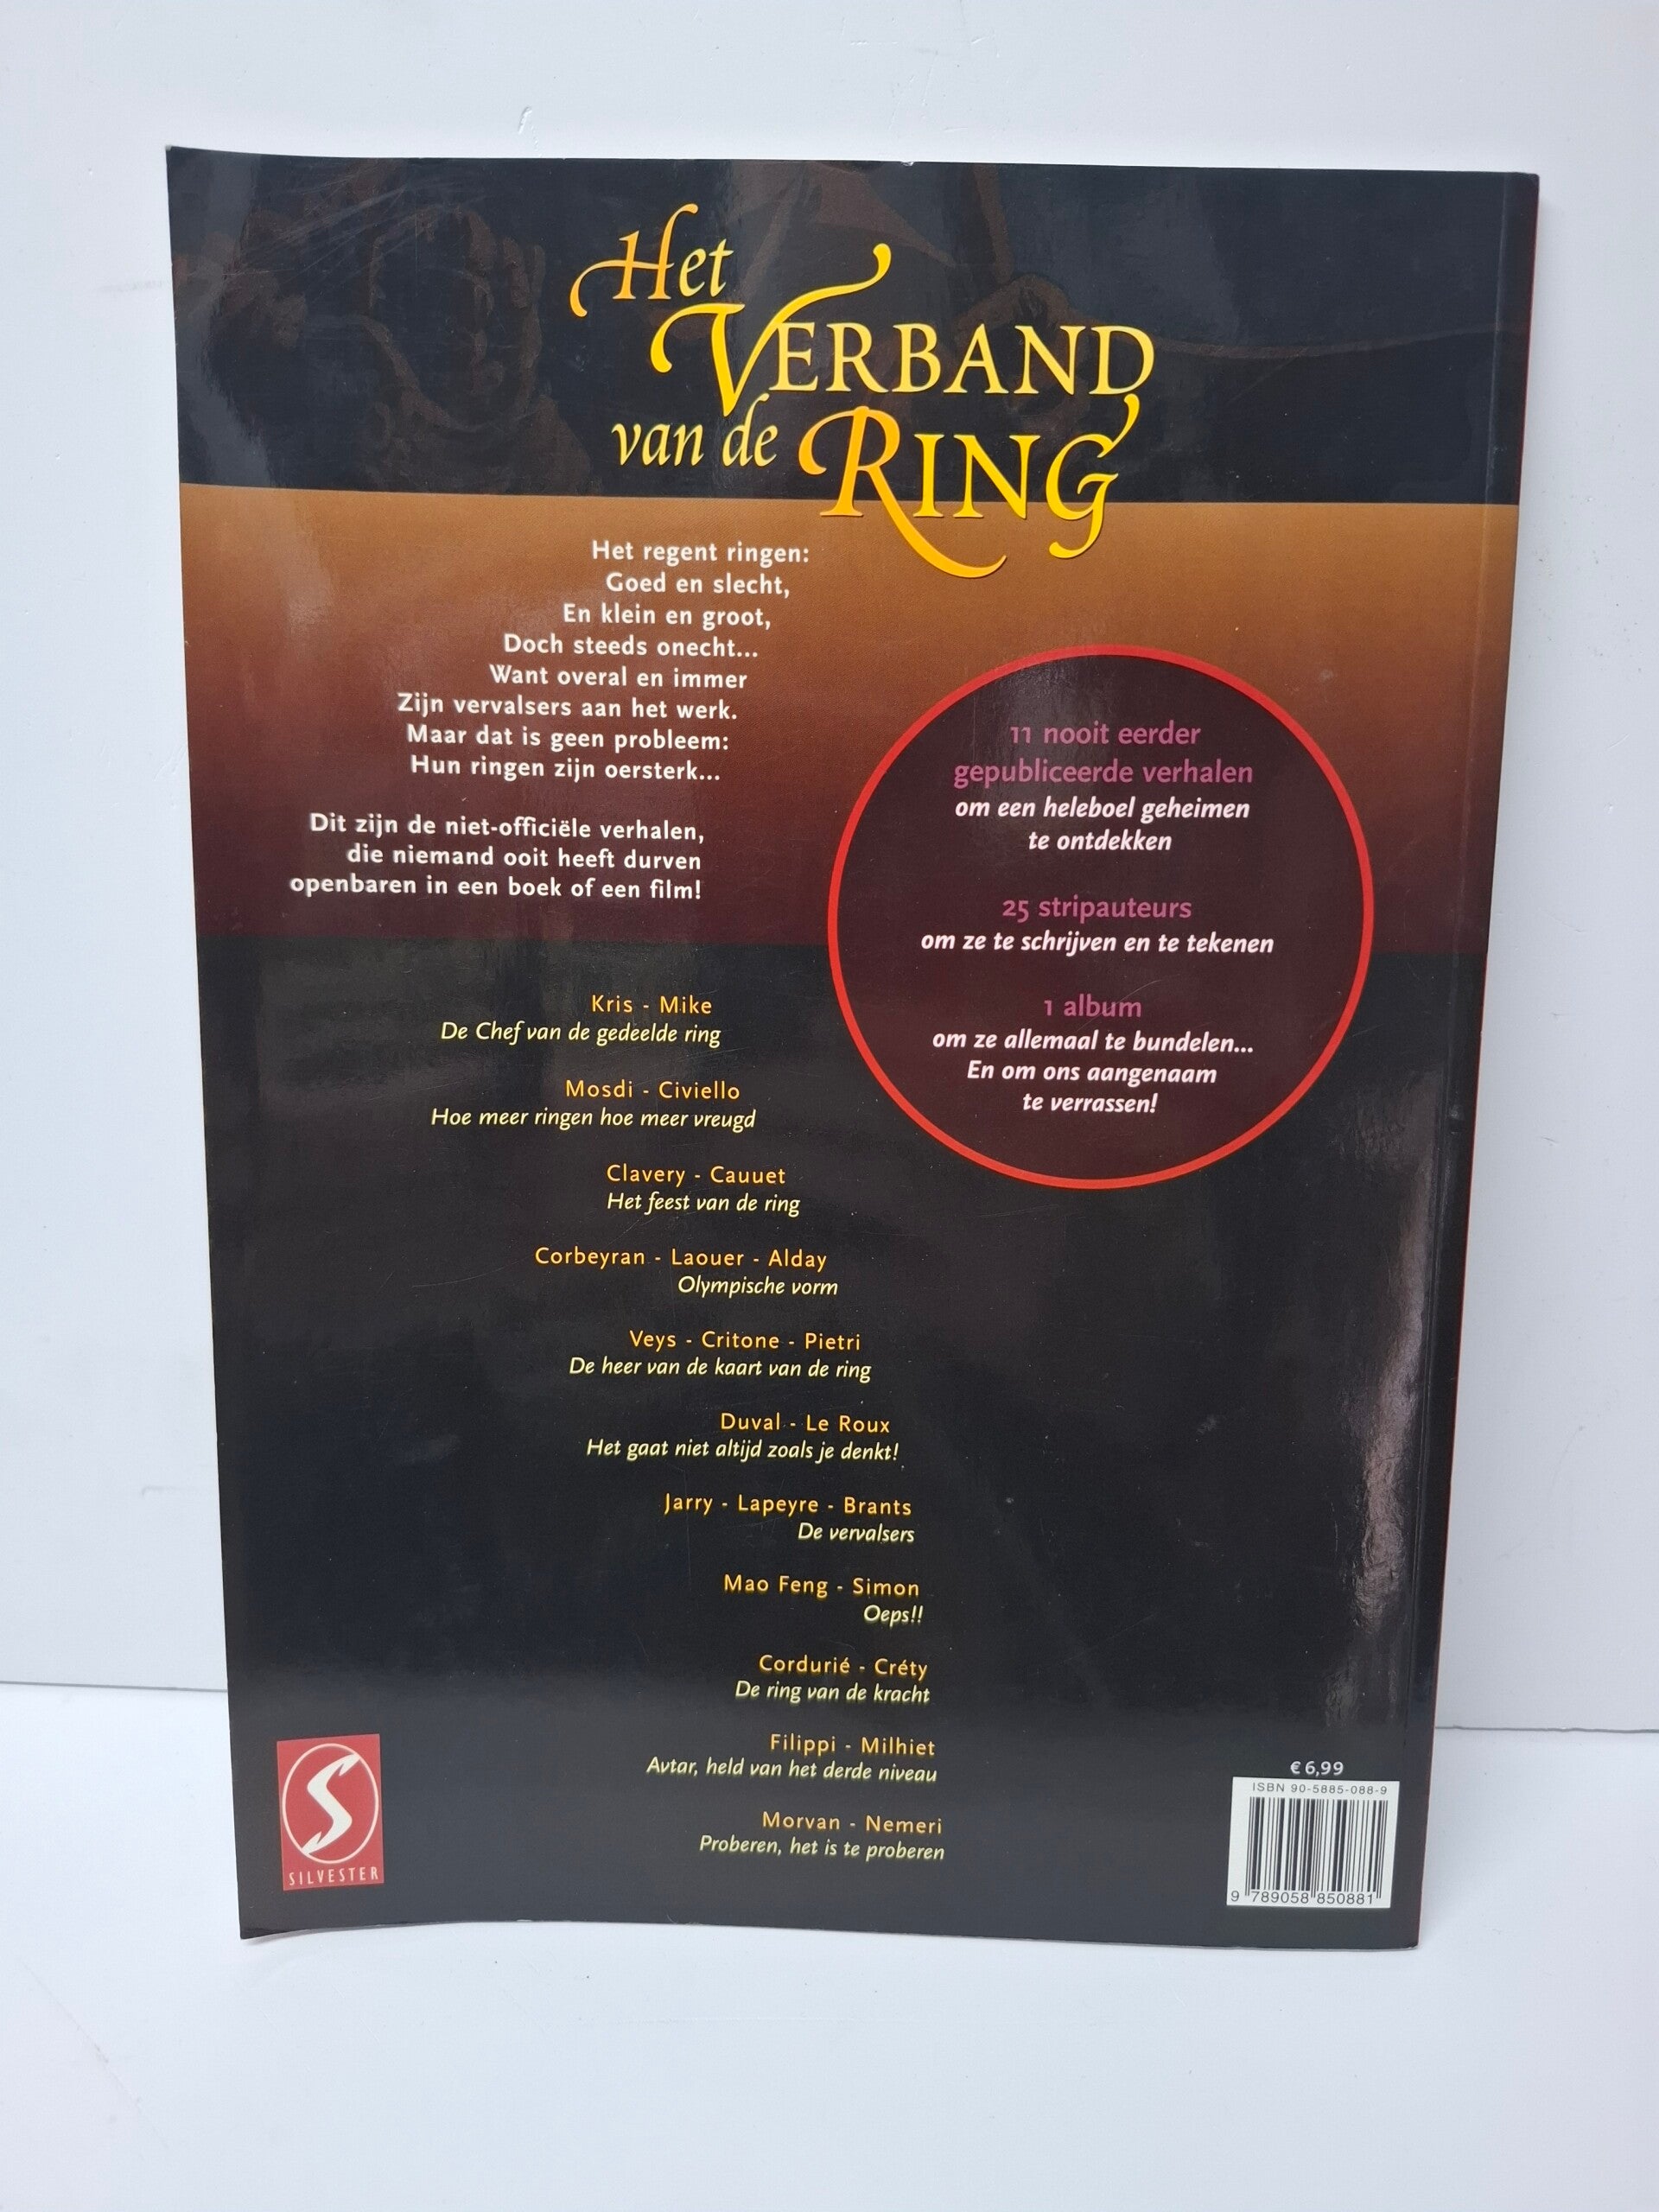 Het
VERBAND
van de RING
Het regent ringen:
Goed en slecht,
En klein en groot,
Doch steeds onecht...
Want overal en immer
Zijn vervalsers aan het werk.
Maar dat is geen probleem:
Hun ringen zijn oersterk...
Dit zijn de niet-officiële verhalen,
die niemand ooit heeft durven
openbaren in een boek of een film!
11 nooit eerder
gepubliceerde verhalen
om een heleboel geheimen
te ontdekken
25 stripauteurs
om ze te schrijven en te tekenen
1 album
om ze allemaal te bundelen...
En om ons aangenaam
te verrassen!
Kris - Mike
De Chef van de gedeelde ring
Mosdi - Civiello
Hoe meer ringen hoe meer vreugd
Clavery - Cauuet
Het feest van de ring
Corbeyran - Laouer - Alday
Olympische vorm
Veys - Critone - Pietri
De heer van de kaart van de ring
Duval - Le Roux
Het gaat niet altijd zoals je denkt!
Jarry - Lapeyre - Brants
De vervalsers
Mao Feng - Simon
Oeps!!
Cordurié - Créty
De ring van de kracht
Filippi - Milhiet
Avtar, held van het derde niveau
Morvan - Nemeri
Proberen, het is te proberen
SILVESTER
€ 6,99
ISBN 90-5885-088-9
9 789058 850881